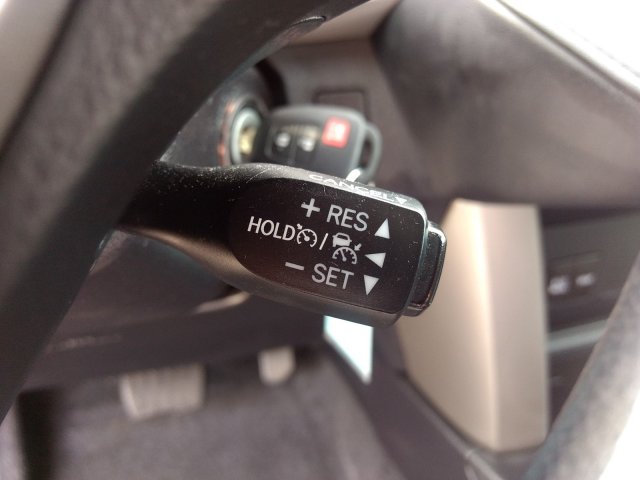 CANCEL
+ RES
HOLD /
- SET